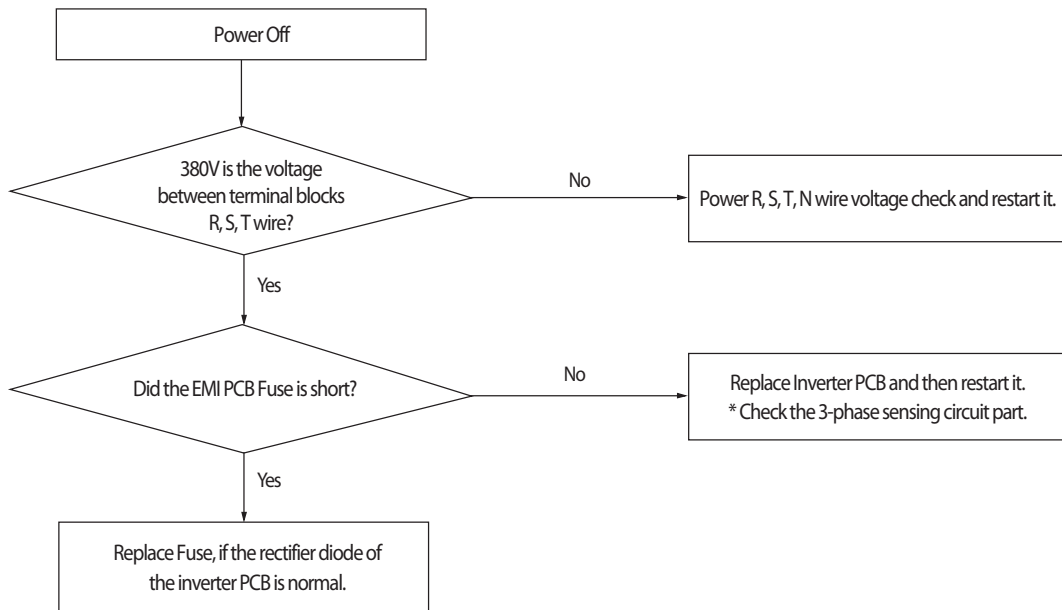 Power Off
380V is the voltage
between terminal blocks
R, S, T wire?
No
Power R, S, T, N wire voltage check and restart it.
Yes
Did the EMI PCB Fuse is short?
No
Replace Inverter PCB and then restart it.
* Check the 3-phase sensing circuit part.
Yes
Replace Fuse, if the rectifier diode of
the inverter PCB is normal.